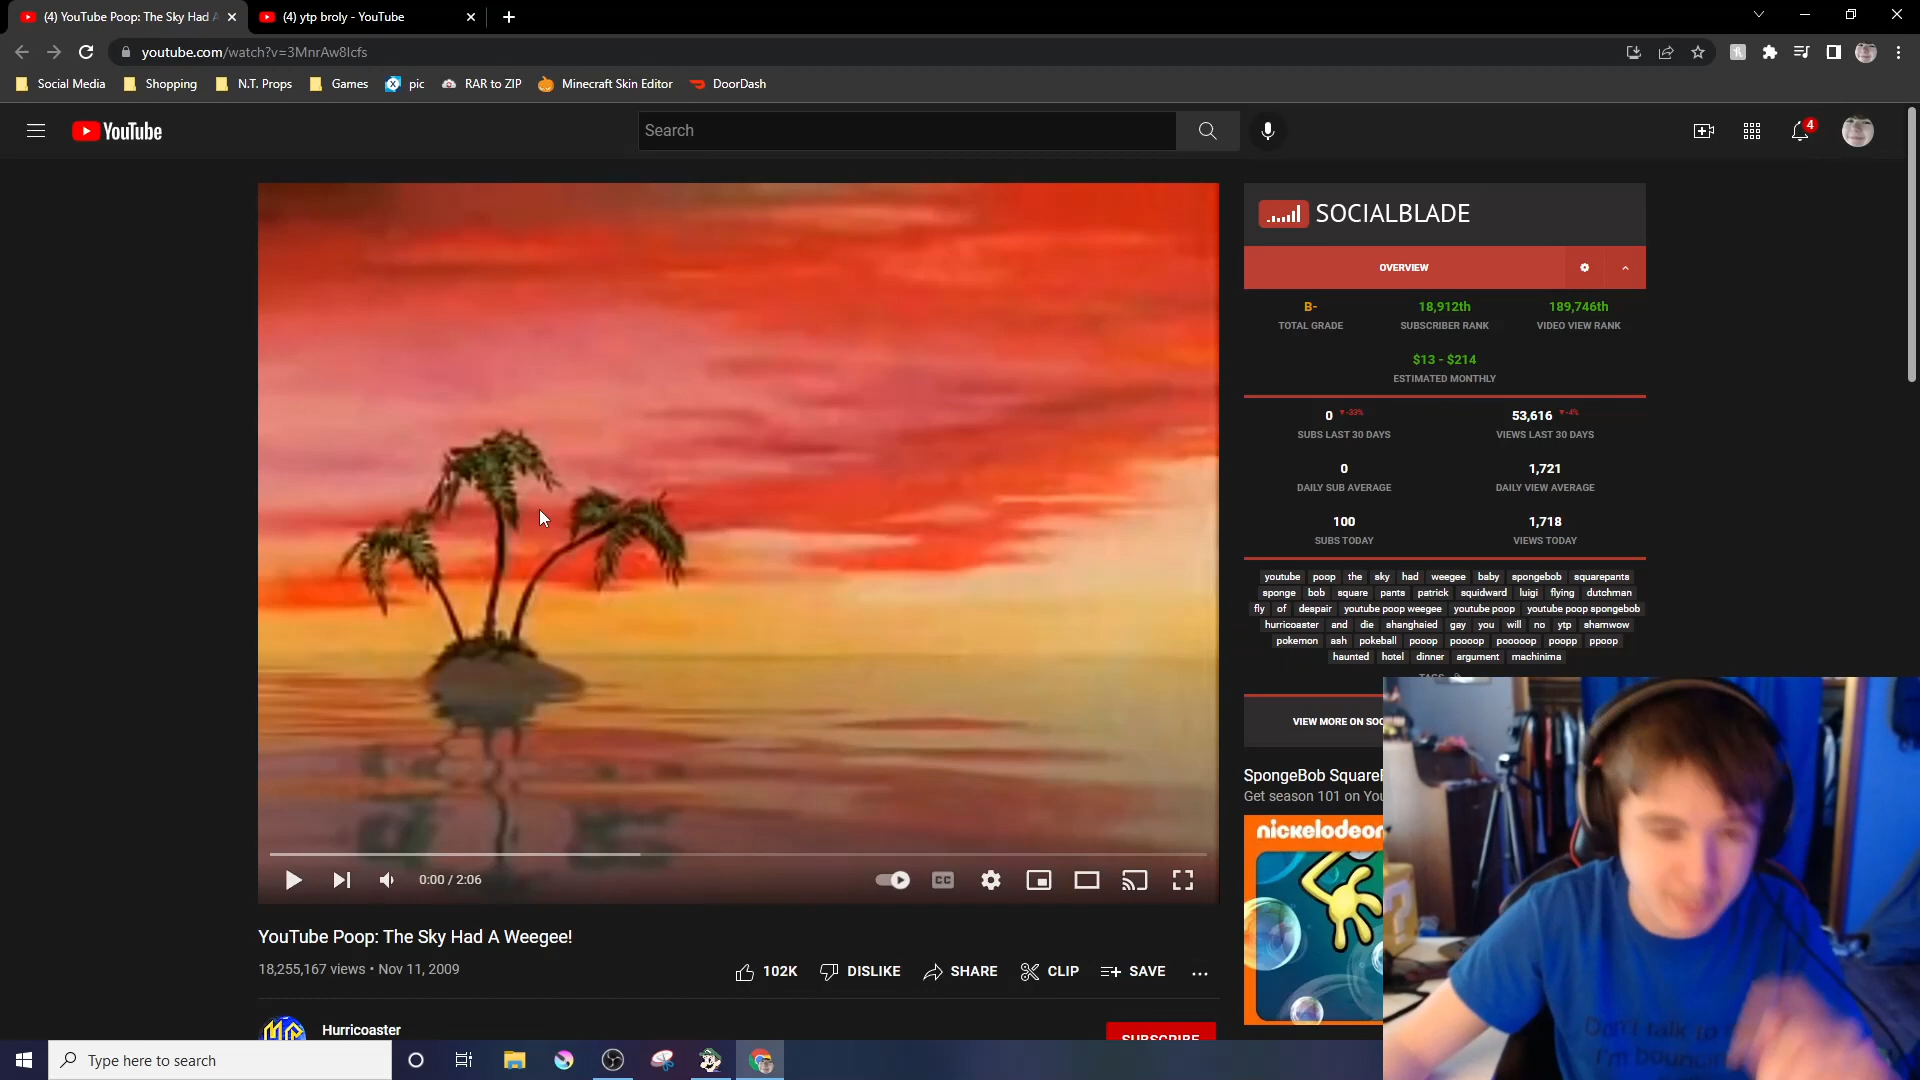 (4) YouTube Poop: The Sky Had A
(4) ytp broly - YouTube
youtube.com/watch?v=3MnrAw8lcfs
Social Media
Shopping
N.T. Props
Games
pic
RAR to ZIP
Minecraft Skin Editor
DoorDash
YouTube
Search
4
SOCIALBLADE
OVERVIEW
B-
18,912th
189,746th
TOTAL GRADE
SUBSCRIBER RANK
VIDEO VIEW RANK
$13 - $214
ESTIMATED MONTHLY
0 ▼-33%
53,616 ▼-4%
SUBS LAST 30 DAYS
VIEWS LAST 30 DAYS
0
1,721
DAILY SUB AVERAGE
DAILY VIEW AVERAGE
100
1,718
SUBS TODAY
VIEWS TODAY
youtube poop the sky had weegee baby spongebob squarepants
sponge bob square pants patrick squidward luigi flying dutchman
fly of despair youtube poop weegee youtube poop youtube poop spongebob
hurricoaster and die shanghaied gay you will no ytp shamwow
pokemon ash pokeball pooop poooop pooooop poopp ppoop
haunted hotel dinner argument machinima
VIEW MORE ON
SpongeBob
Get season 101 on
nickelodeon
0:00 / 2:06
CC
YouTube Poop: The Sky Had A Weegee!
18,255,167 views • Nov 11, 2009
102K
DISLIKE
SHARE
CLIP
SAVE
Hurricoaster
SUBSCRIBE
Don't talk to
I'm
Type here to search